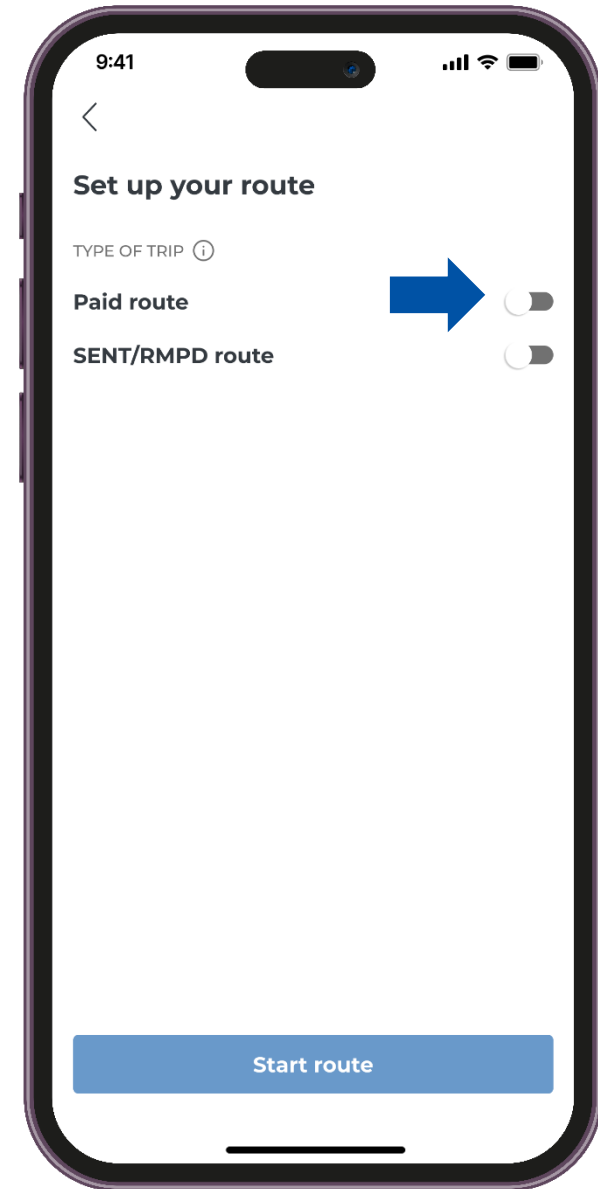 9:41
Set up your route
TYPE OF TRIP
Paid route
SENT/RMPD route
Start route